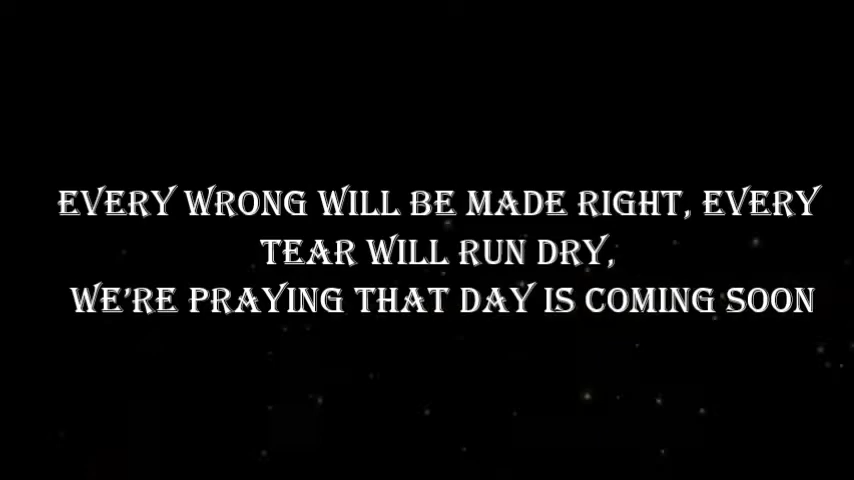 EVERY WRONG WILL BE MADE RIGHT, EVERY
TEAR WILL RUN DRY,
WE'RE PRAYING THAT DAY IS COMING SOON